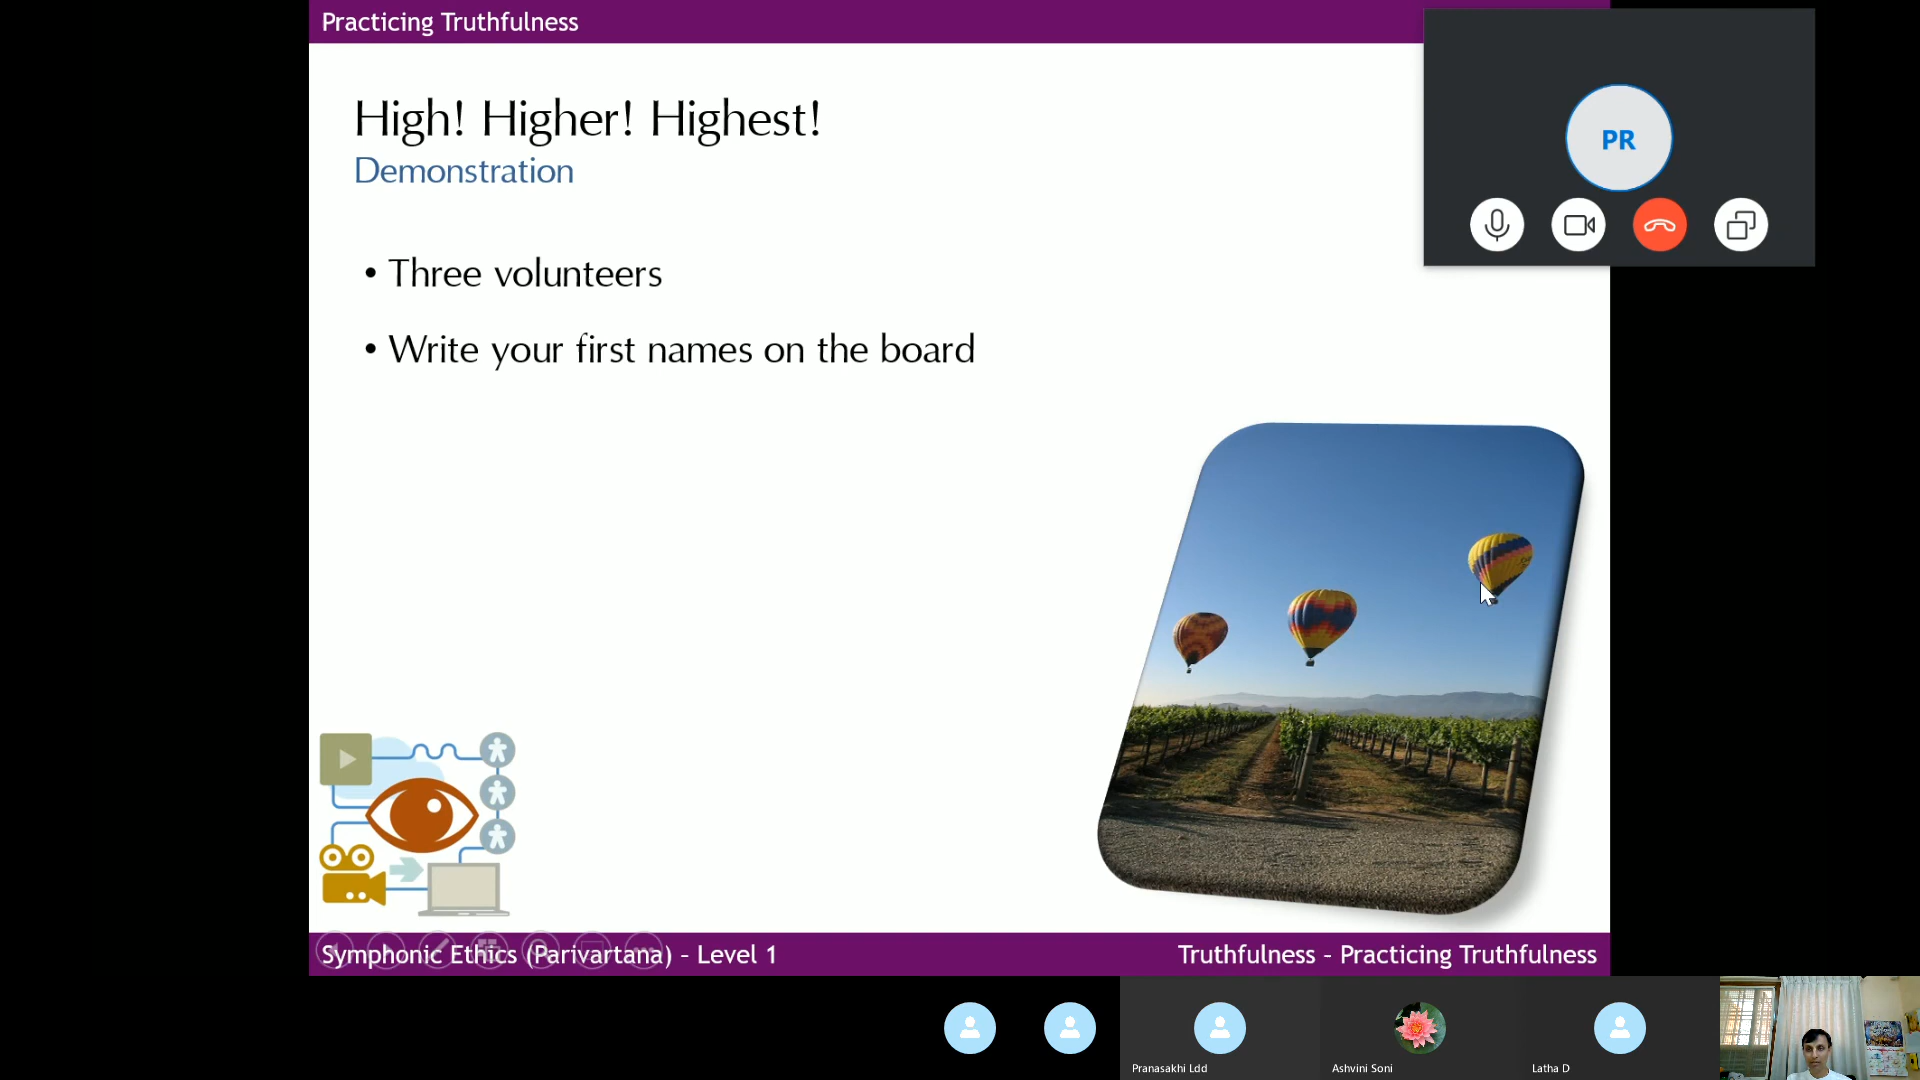 Practicing Truthfulness
High! Higher! Highest!
Demonstration
• Three volunteers
• Write your first names on the board
PR
Symphonic Ethics (Parivartana) - Level 1
Truthfulness - Practicing Truthfulness
Pranasakhi Ldd
Ashvini Soni
Latha D